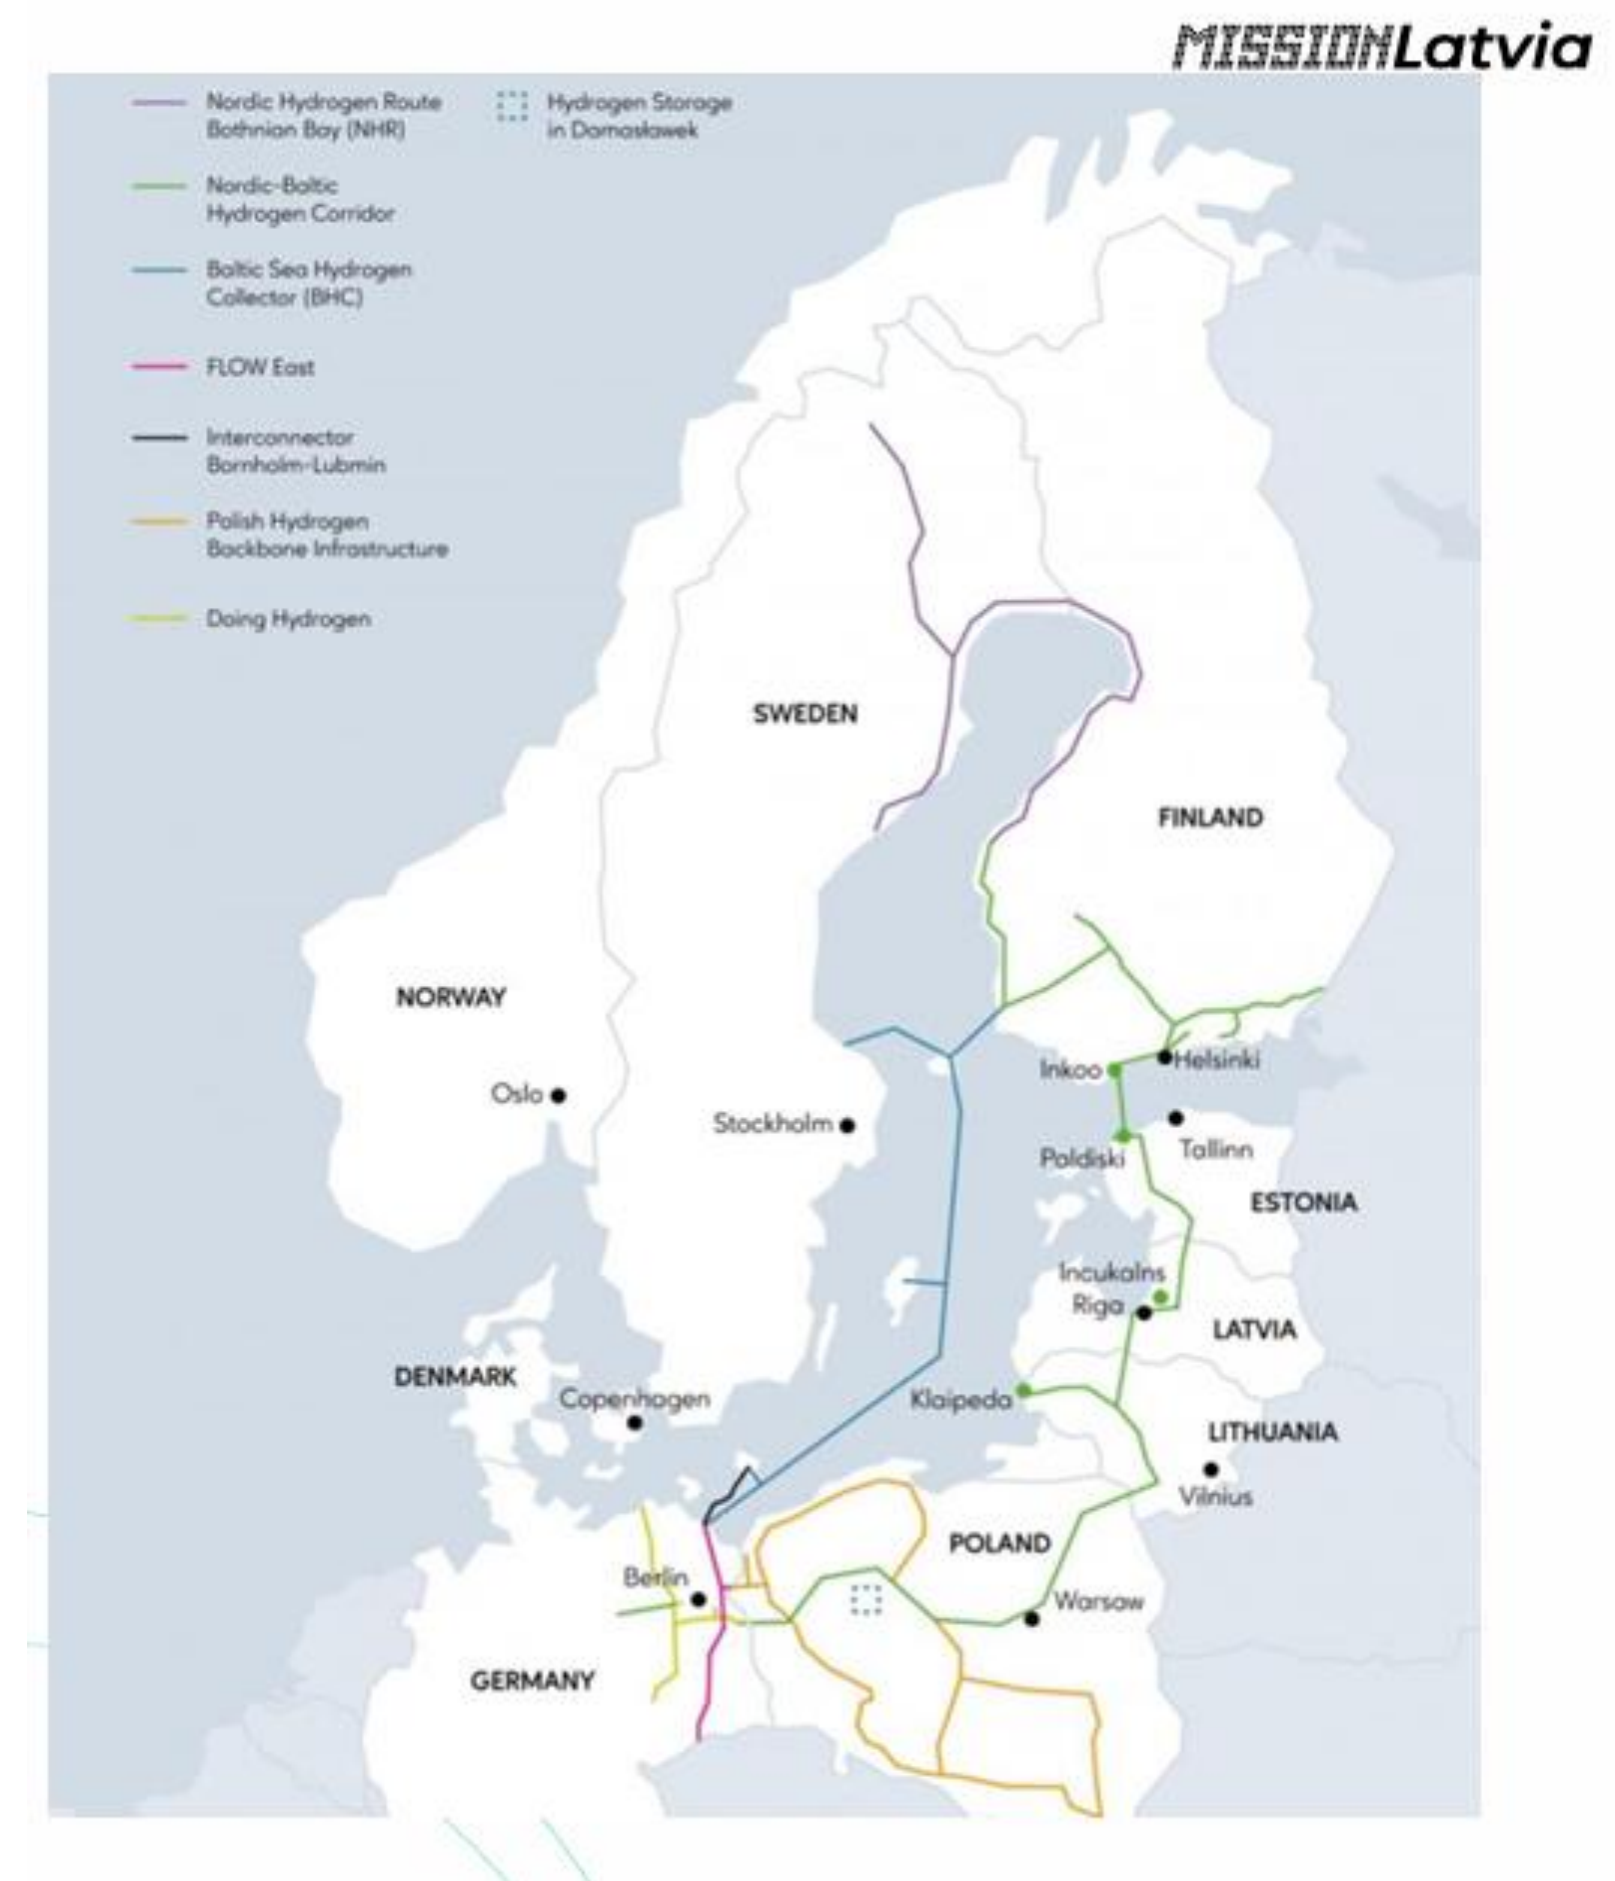 MISSIONLatvia
Nordic Hydrogen Route
Bothnian Bay (NHR)
Hydrogen Storage
in Damasławek
Nordic-Baltic
Hydrogen Corridor
Baltic Sea Hydrogen
Collector (BHC)
FLOW East
Interconnector
Bornholm-Lubmin
Polish Hydrogen
Backbone Infrastructure
Doing Hydrogen
SWEDEN
FINLAND
NORWAY
Inkoo
Helsinki
Oslo
Stockholm
Tallinn
Paldiski
ESTONIA
Incukalns
Riga
LATVIA
DENMARK
Copenhagen
Klaipeda
LITHUANIA
Vilnius
POLAND
Berlin
Warsaw
GERMANY